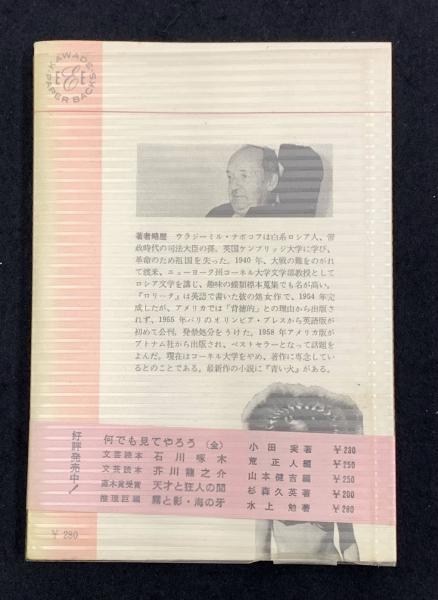 KAWADE PAPER BACKS
EEE
著者略歴　ウラジーミル・ナボコフは白系ロシア人、帝
政時代の司法大臣の孫。英国ケンブリッジ大学に学び、
革命のため祖国を失った。1940 年、大戦の難をのがれ
て渡米、ニューヨーク州コーネル大学文学部教授として
ロシア文学を講じ、趣味の蝶類標本蒐集でも名が高い。
『ロリータ』は英語で書いた彼の処女作で、1954 年完
成したが、アメリカでは「背徳的」との理由から出版さ
れず、1955 年パリのオリンピア・プレスから英語版が
初めて公刊、発禁処分をうけた。1958 年アメリカ版が
プトナム社から出版され、ベストセラーとなって話題を
よんだ。現在はコーネル大学をやめ、著作に専念してい
るとのことである。最新作の小説に『青い火』がある。
好評発売中！
何でも見てやろう（全）　小田　実著　￥290
文芸読本　石川啄木　荒　正人編　￥250
文芸読本　芥川龍之介　山本健吉編　￥250
直木賞受賞　天才と狂人の間　杉森久英著　￥200
推理巨編　霧と影・海の牙　水上　勉著　￥280
￥290